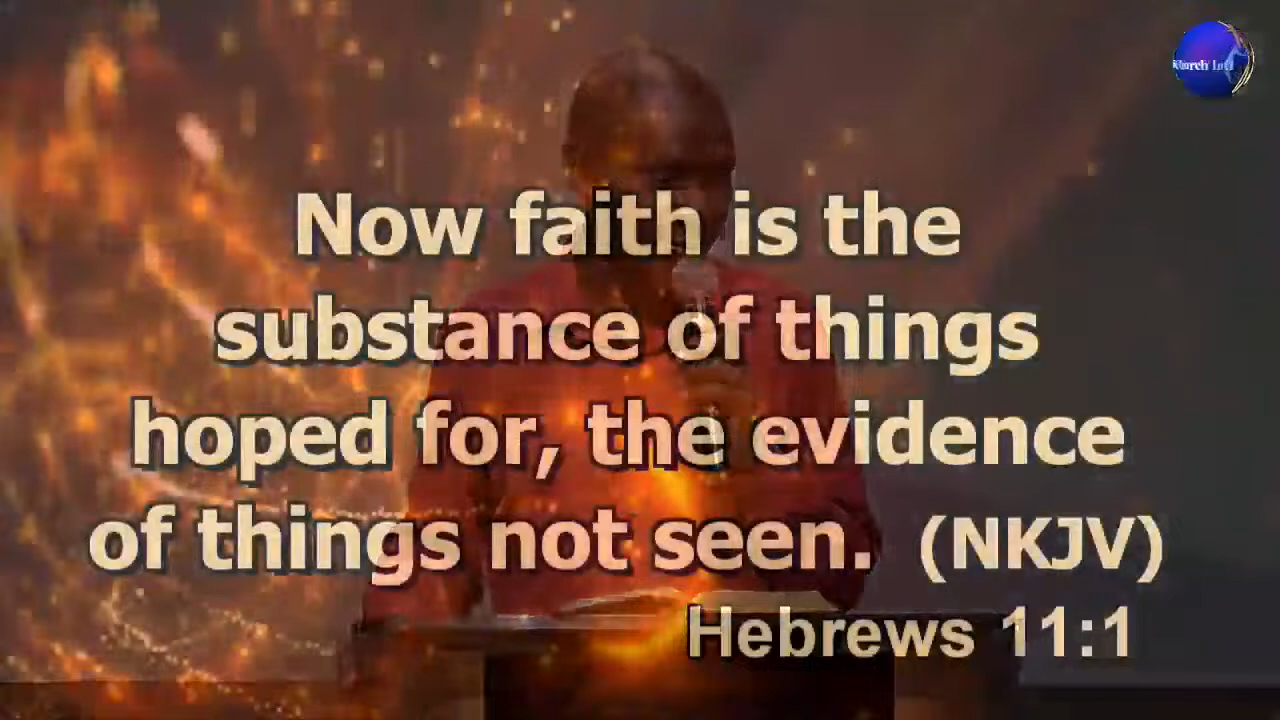 Now faith is the
substance of things
hoped for, the evidence
of things not seen. (NKJV)
Hebrews 11:1